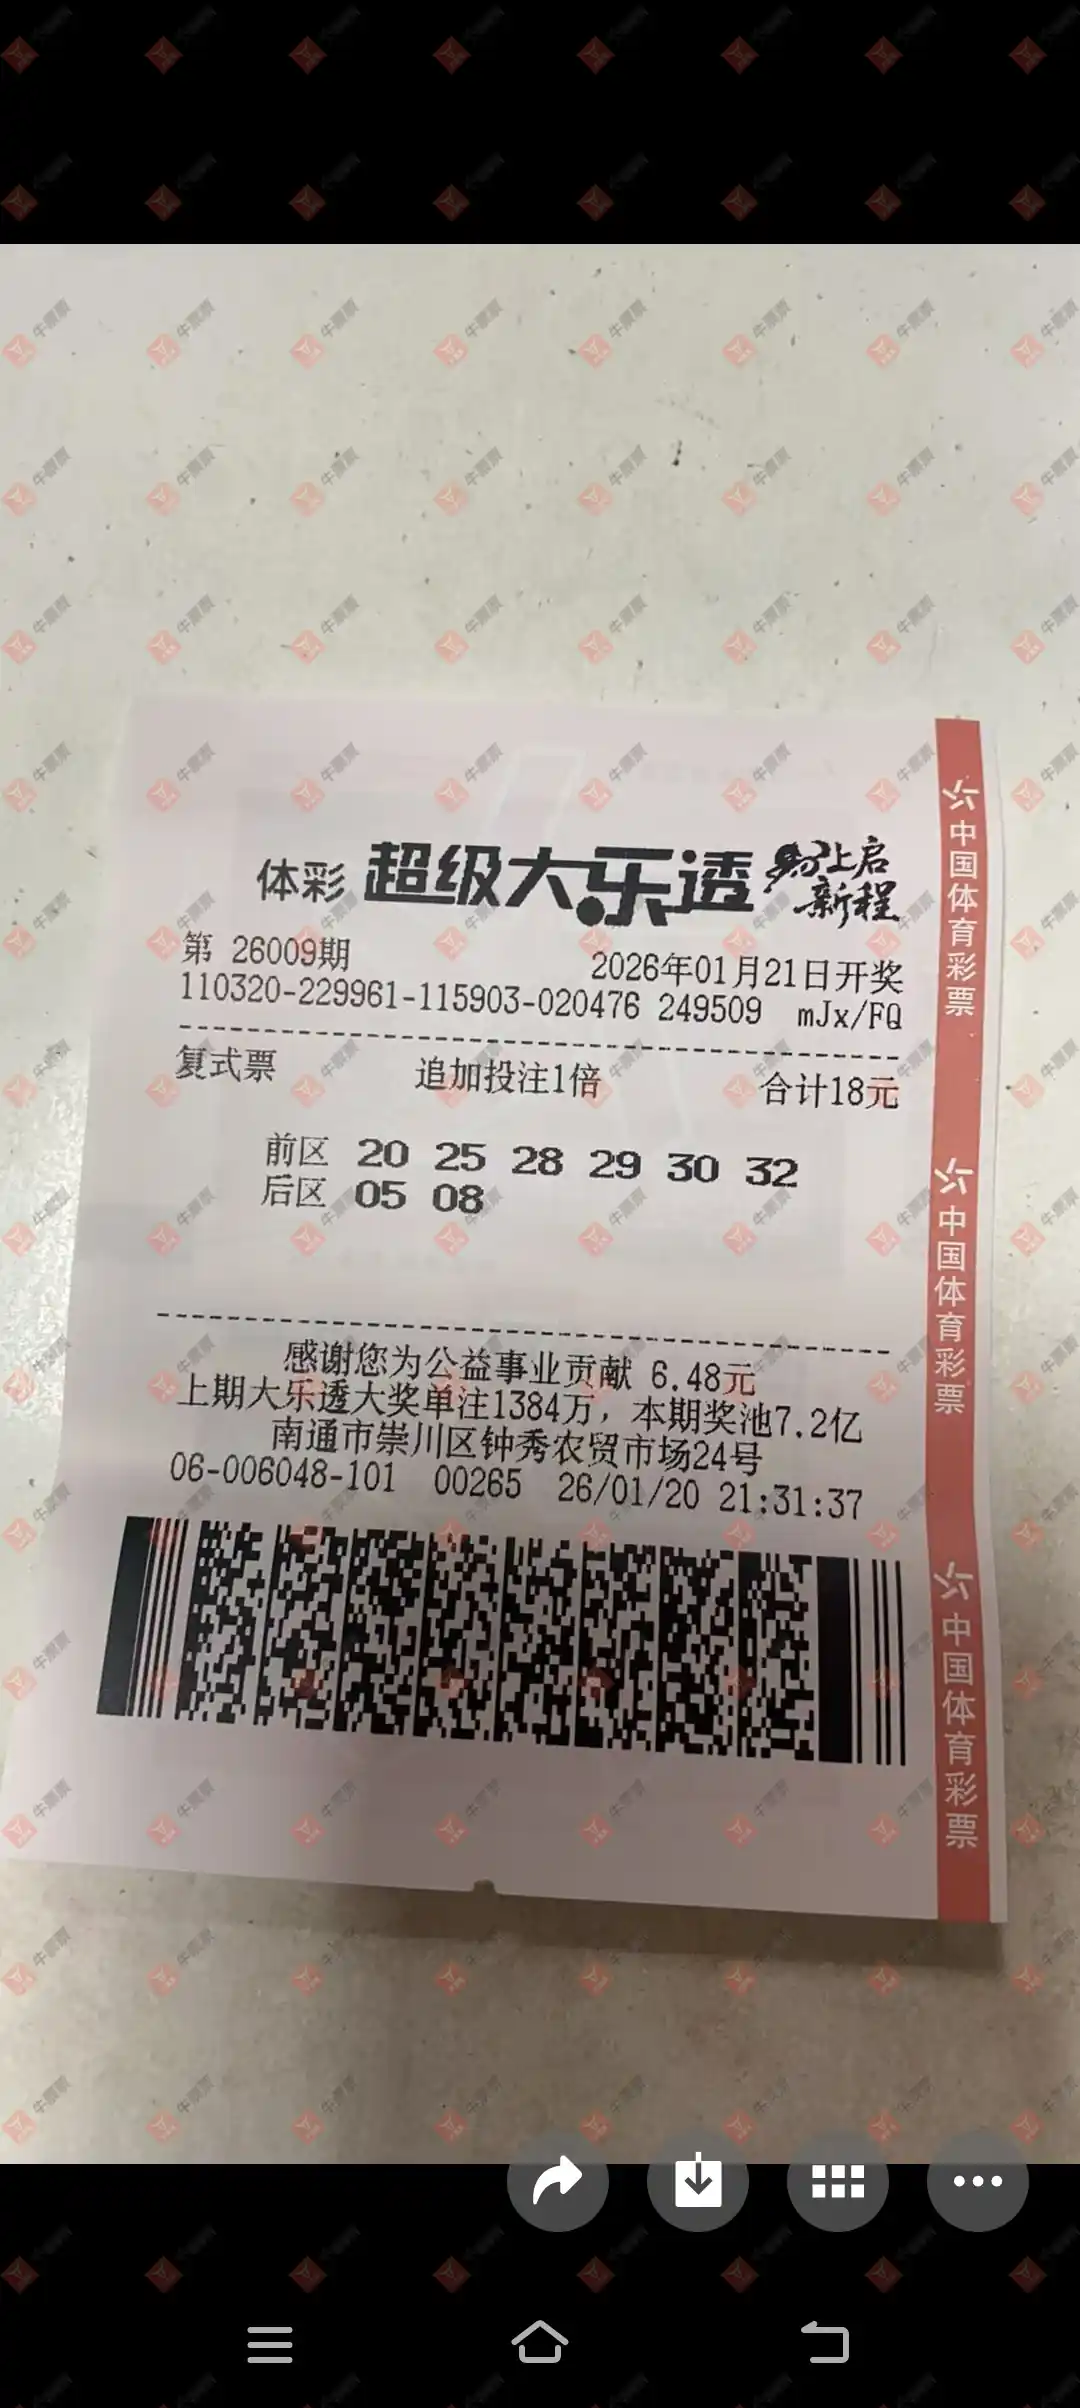 体彩 超级大乐透 马上启新程
第 26009期 2026年01月21日开奖
110320-229961-115903-020476 249509 mJx/FQ
复式票 追加投注1倍 合计18元
前区 20 25 28 29 30 32
后区 05 08
感谢您为公益事业贡献 6.48元
上期大乐透大奖单注1384万，本期奖池7.2亿
南通市崇川区钟秀农贸市场24号
06-006048-101 00265 26/01/20 21:31:37
中国体育彩票
中国体育彩票
中国体育彩票
牛票票